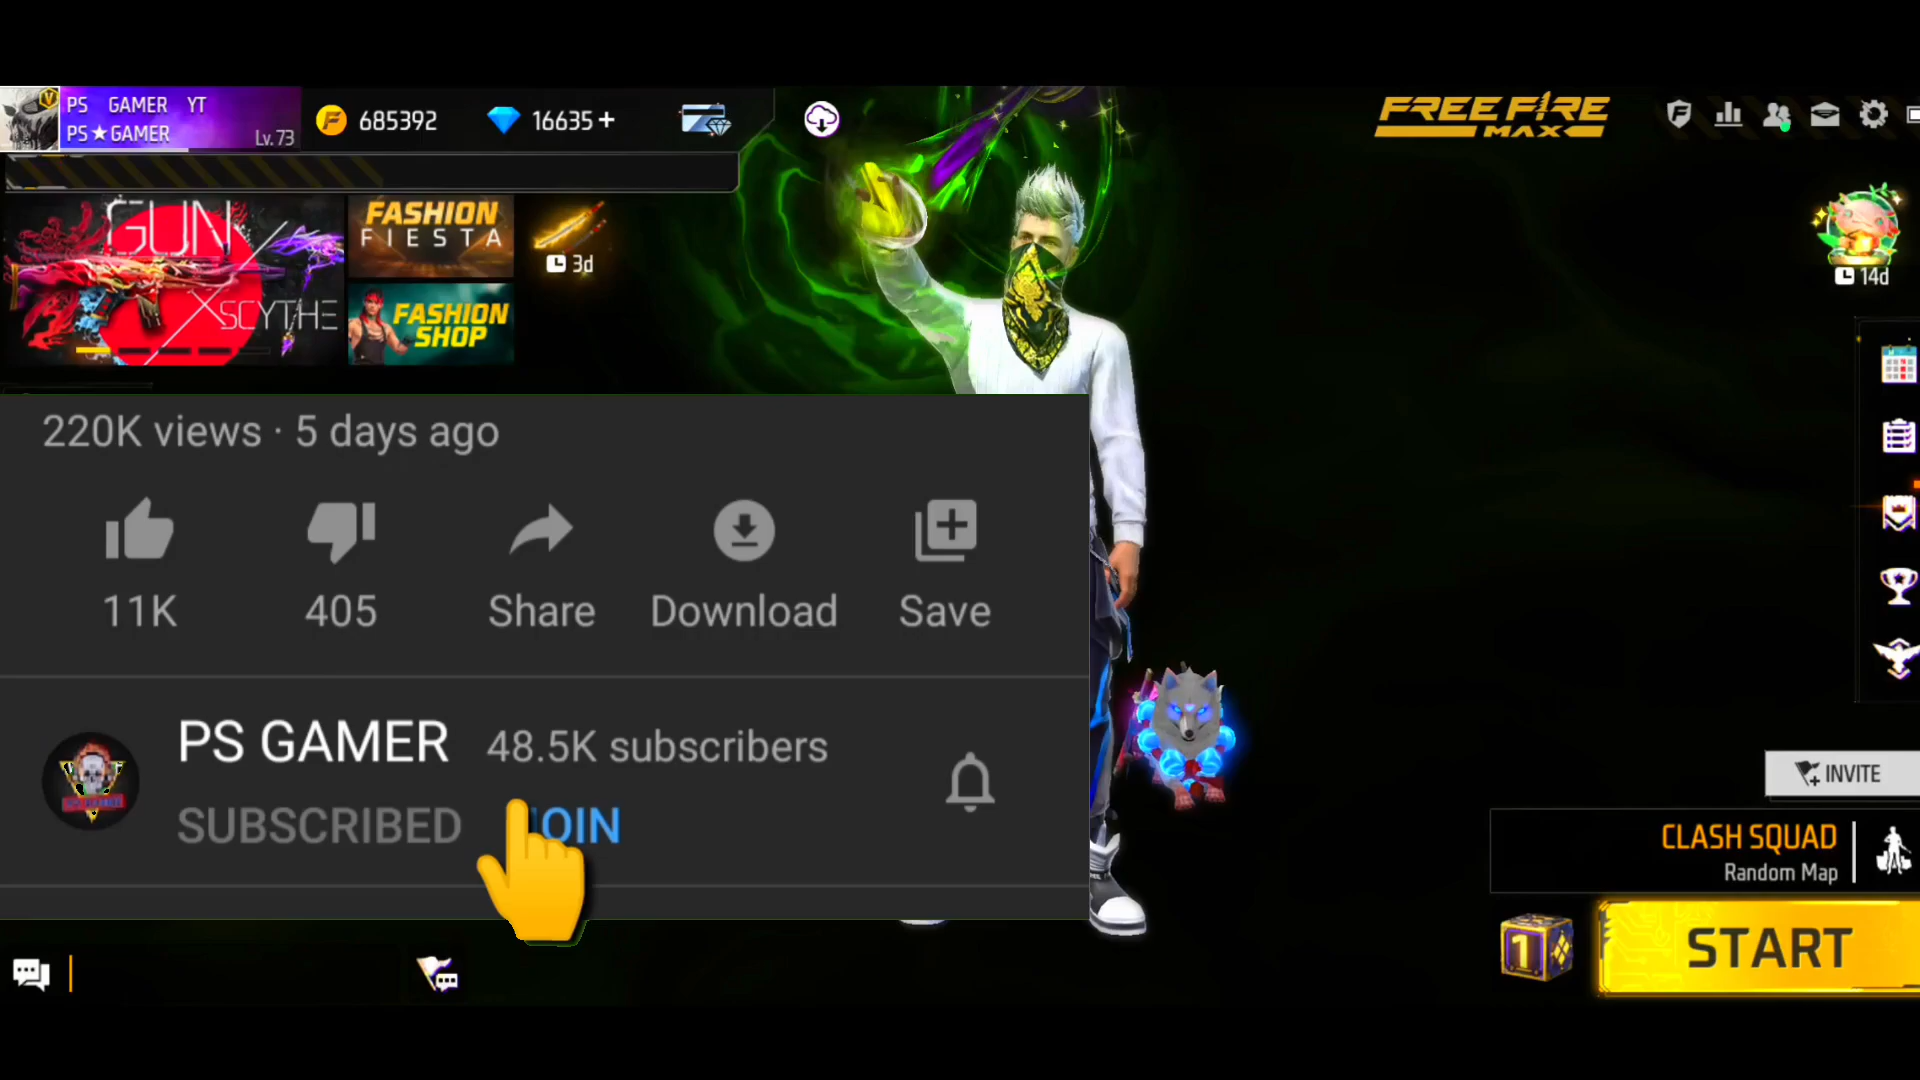 PS GAMER YT
PS★GAMER
Lv. 73
685392
16635+
FREE FIRE
MAX
GUN
X SCYTHE
FASHION
FIESTA
3d
FASHION
SHOP
14d
220K views · 5 days ago
11K
405
Share
Download
Save
PS GAMER
48.5K subscribers
SUBSCRIBED
JOIN
INVITE
CLASH SQUAD
Random Map
1
START